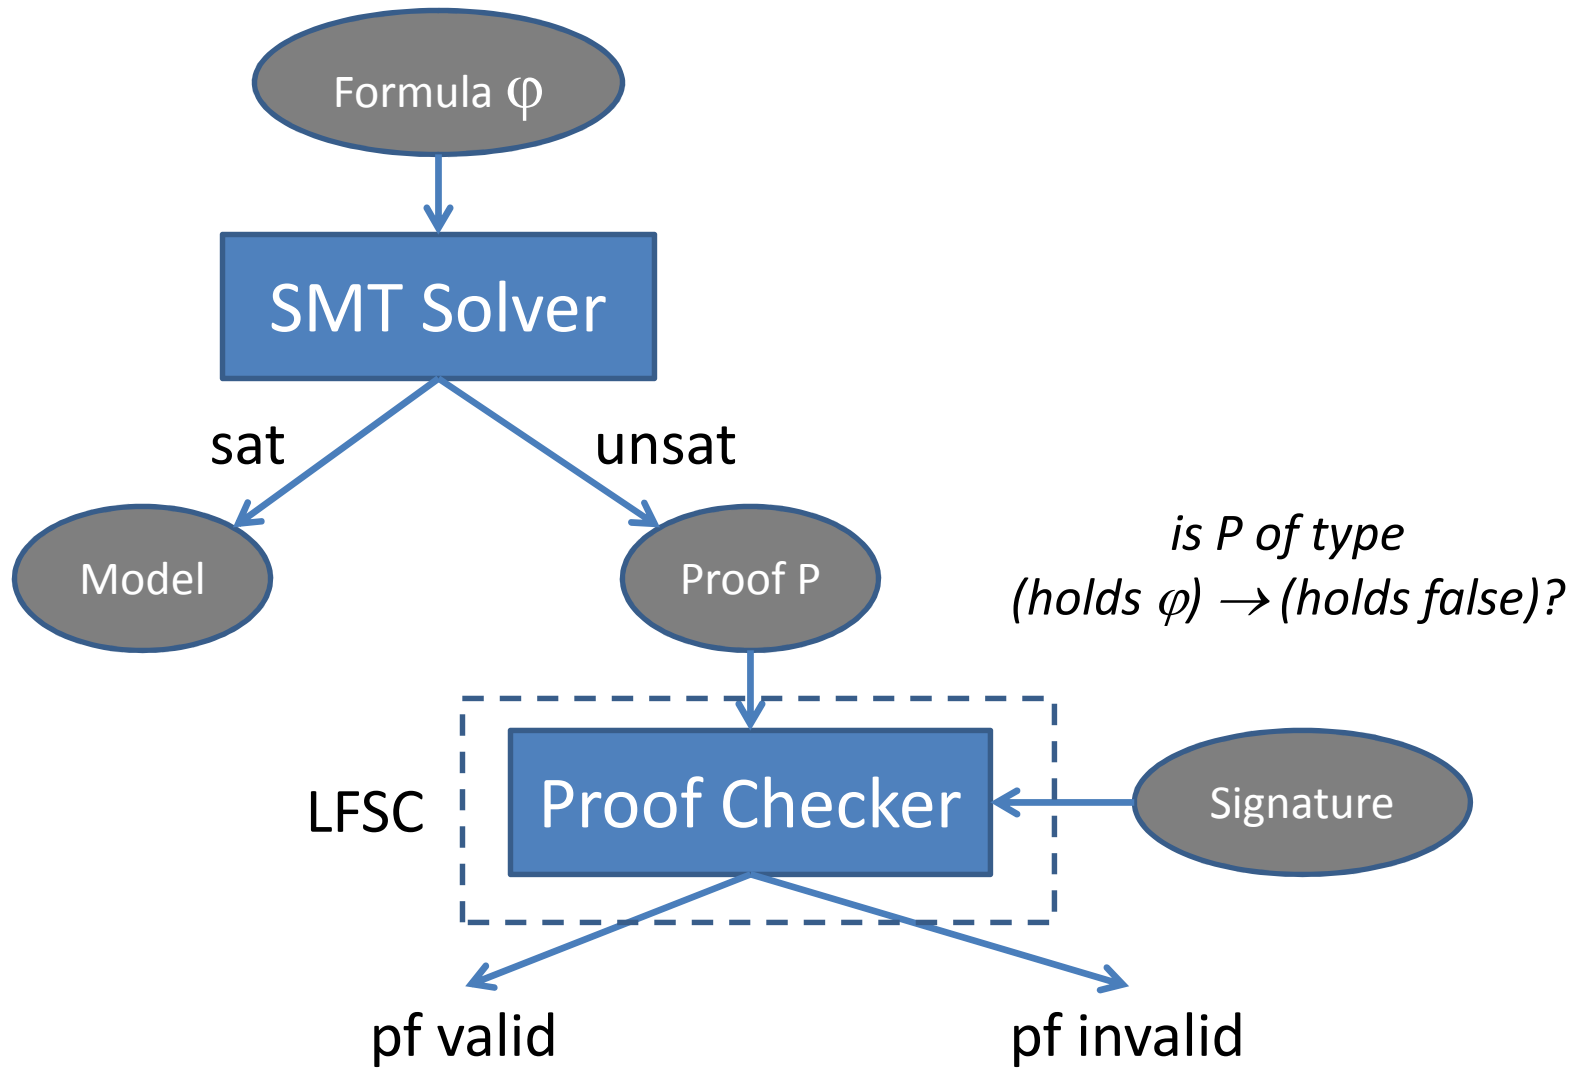 Formula φ
SMT Solver
sat
unsat
Model
Proof P
is P of type
(holds φ) → (holds false)?
LFSC
Proof Checker
Signature
pf valid
pf invalid